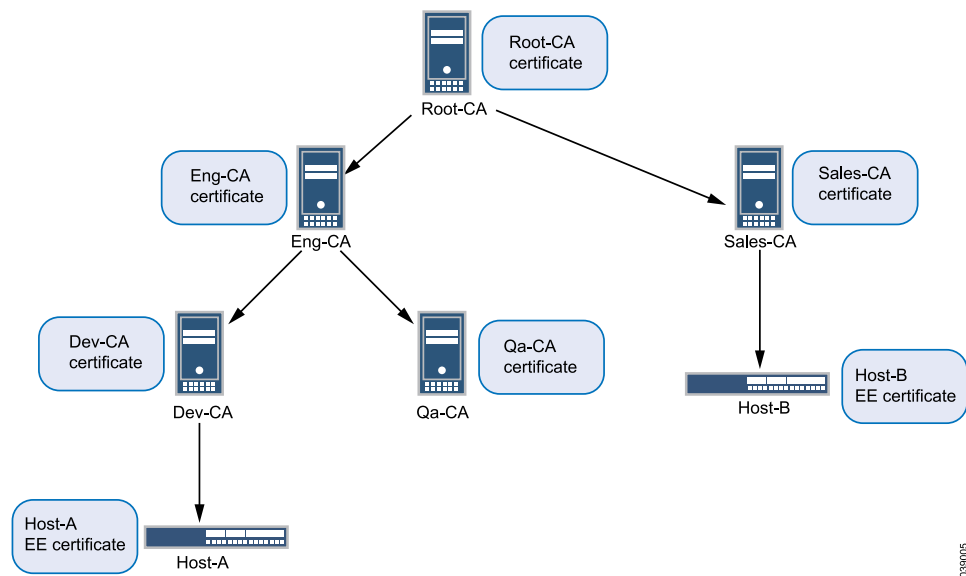 Root-CA
certificate
Root-CA
Eng-CA
certificate
Eng-CA
Sales-CA
certificate
Sales-CA
Dev-CA
certificate
Dev-CA
Qa-CA
certificate
Qa-CA
Host-B
EE certificate
Host-B
Host-A
EE certificate
Host-A
039005